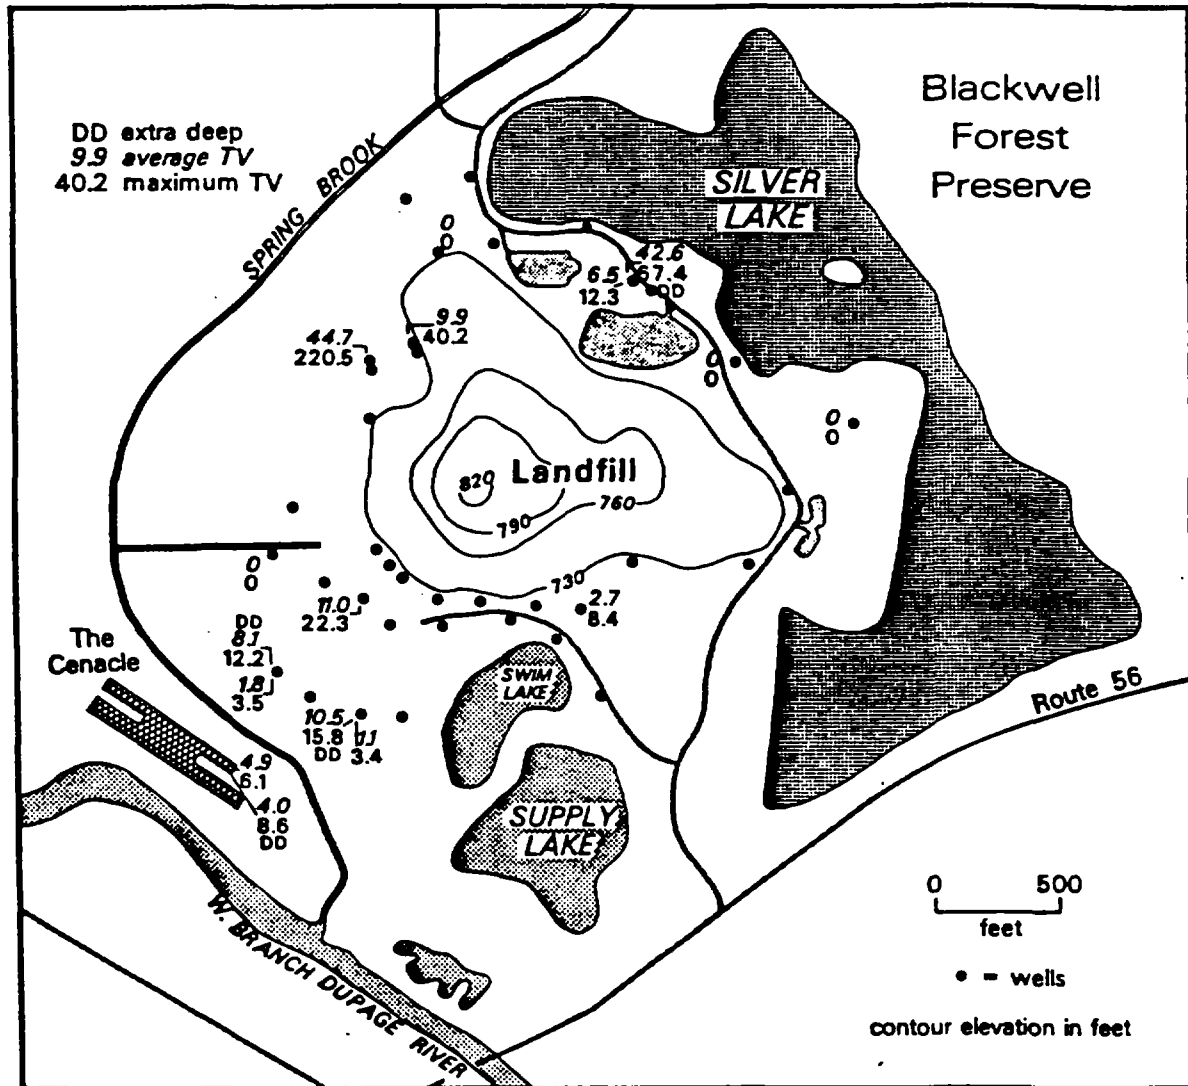 Blackwell
Forest
Preserve
DD extra deep
9.9 average TV
40.2 maximum TV
SPRING BROOK
SILVER
LAKE
0
0
42.6
67.4
DD
6.5
12.3
9.9
40.2
44.7
220.5
0
0
0
0
Landfill
820
790
760
730
0
0
11.0
22.3
2.7
8.4
DD
8.1
12.2
1.8
3.5
The
Cenacle
SWIM
LAKE
10.5
15.8
DD
1.1
3.4
Route 56
4.9
6.1
4.0
8.6
DD
SUPPLY
LAKE
0 500
feet
W. BRANCH DUPAGE RIVER
• = wells
contour elevation in feet